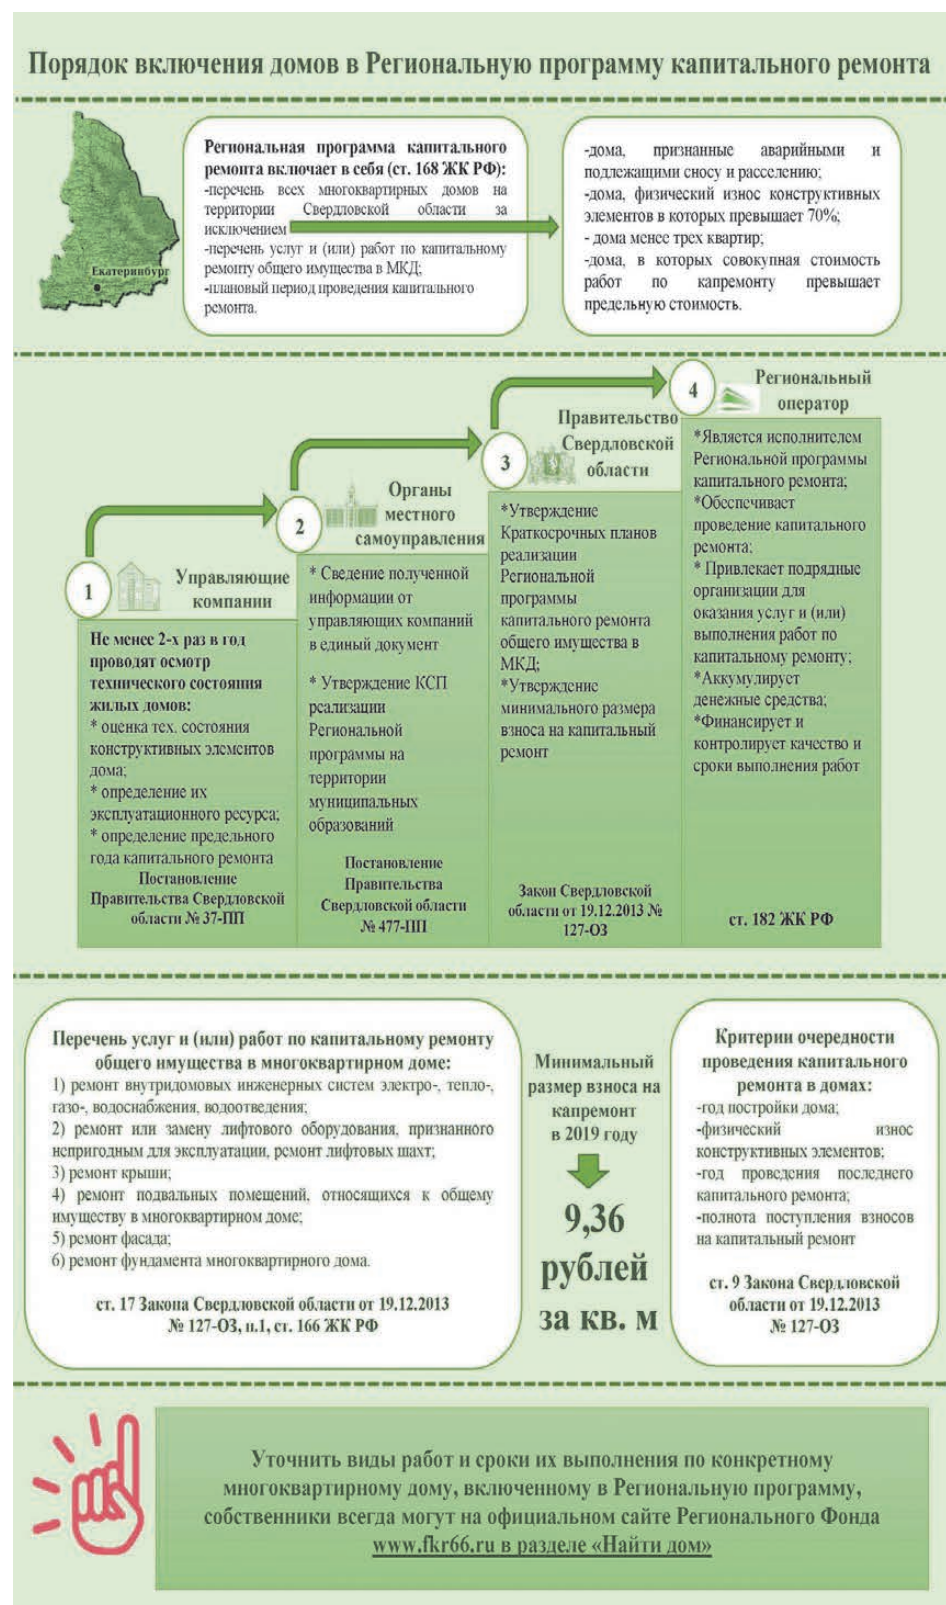 Порядок включения домов в Региональную программу капитального ремонта
Екатеринбург
Региональная программа капитального
ремонта включает в себя (ст. 168 ЖК РФ):
-перечень всех многоквартирных домов на
территории Свердловской области за
исключением
-перечень услуг и (или) работ по капитальному
ремонту общего имущества в МКД;
-плановый период проведения капитального
ремонта.
-дома, признанные аварийными и
подлежащими сносу и расселению;
-дома, физический износ конструктивных
элементов в которых превышает 70%;
- дома менее трех квартир;
-дома, в которых совокупная стоимость
работ по капремонту превышает
предельную стоимость.
1
Управляющие
компании
Не менее 2-х раз в год
проводят осмотр
технического состояния
жилых домов:
* оценка тех. состояния
конструктивных элементов
дома;
* определение их
эксплуатационного ресурса;
* определение предельного
года капитального ремонта
Постановление
Правительства Свердловской
области № 37-ПП
2
Органы
местного
самоуправления
* Сведение полученной
информации от
управляющих компаний
в единый документ
* Утверждение КСП
реализации
Региональной
программы на
территории
муниципальных
образований
Постановление
Правительства
Свердловской области
№ 477-ПП
3
Правительство
Свердловской
области
*Утверждение
Краткосрочных планов
реализации
Региональной
программы
капитального ремонта
общего имущества в
МКД;
*Утверждение
минимального размера
взноса на капитальный
ремонт
Закон Свердловской
области от 19.12.2013 №
127-ОЗ
4
Региональный
оператор
*Является исполнителем
Региональной программы
капитального ремонта;
*Обеспечивает
проведение капитального
ремонта;
* Привлекает подрядные
организации для
оказания услуг и (или)
выполнения работ по
капитальному ремонту;
*Аккумулирует
денежные средства;
*Финансирует и
контролирует качество и
сроки выполнения работ
ст. 182 ЖК РФ
Перечень услуг и (или) работ по капитальному ремонту
общего имущества в многоквартирном доме:
1) ремонт внутридомовых инженерных систем электро-, тепло-,
газо-, водоснабжения, водоотведения;
2) ремонт или замену лифтового оборудования, признанного
непригодным для эксплуатации, ремонт лифтовых шахт;
3) ремонт крыши;
4) ремонт подвальных помещений, относящихся к общему
имуществу в многоквартирном доме;
5) ремонт фасада;
6) ремонт фундамента многоквартирного дома.
ст. 17 Закона Свердловской области от 19.12.2013
№ 127-ОЗ, п.1, ст. 166 ЖК РФ
Минимальный
размер взноса на
капремонт
в 2019 году
9,36
рублей
за кв. м
Критерии очередности
проведения капитального
ремонта в домах:
-год постройки дома;
-физический износ
конструктивных элементов;
-год проведения последнего
капитального ремонта;
-полнота поступления взносов
на капитальный ремонт
ст. 9 Закона Свердловской
области от 19.12.2013
№ 127-ОЗ
Уточнить виды работ и сроки их выполнения по конкретному
многоквартирному дому, включенному в Региональную программу,
собственники всегда могут на официальном сайте Регионального Фонда
www.fkr66.ru в разделе «Найти дом»